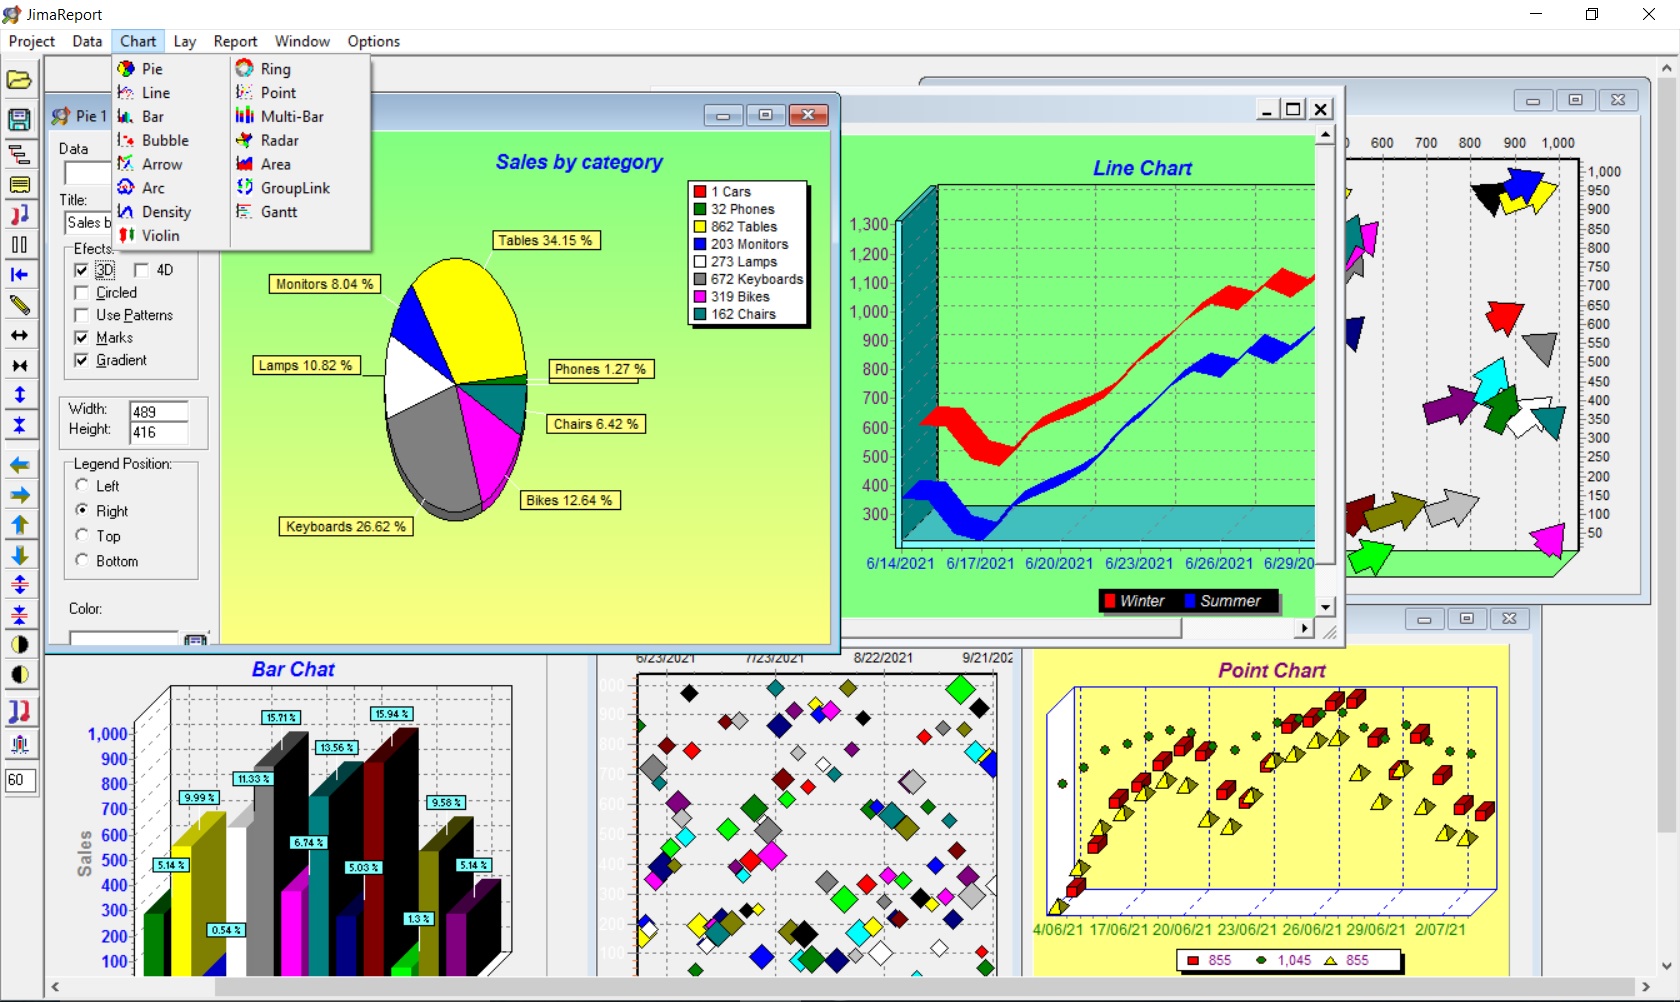 JimaReport
Project Data Chart Lay Report Window Options
Pie Ring
Line Point
Bar Multi-Bar
Bubble Radar
Arrow Area
Arc GroupLink
Density Gantt
Violin
Pie 1
Data
Title:
Sales b
Efects:
3D 4D
Circled
Use Patterns
Marks
Gradient
Width: 489
Height: 416
Legend Position:
Left
Right
Top
Bottom
Color:
60
Sales by category
1 Cars
32 Phones
862 Tables
203 Monitors
273 Lamps
672 Keyboards
319 Bikes
162 Chairs
Tables 34.15 %
Monitors 8.04 %
Lamps 10.82 %
Phones 1.27 %
Chairs 6.42 %
Bikes 12.64 %
Keyboards 26.62 %
Line Chart
1,300
1,200
1,100
1,000
900
800
700
600
500
400
300
6/14/2021 6/17/2021 6/20/2021 6/23/2021 6/26/2021 6/29/20
Winter Summer
600 700 800 900 1,000
1,000
950
900
850
800
750
700
650
600
550
500
450
400
350
300
250
200
150
100
50
Bar Chat
Sales
1,000
900
800
700
600
500
400
300
200
100
15.71 %
15.94 %
13.56 %
11.33 %
9.99 %
9.58 %
6.74 %
5.14 %
5.03 %
5.14 %
1.3 %
0.54 %
6/23/2021 7/23/2021 8/22/2021 9/21/202
900
800
700
600
500
400
300
200
100
Point Chart
4/06/21 17/06/21 20/06/21 23/06/21 26/06/21 29/06/21 2/07/21
855 1,045 855